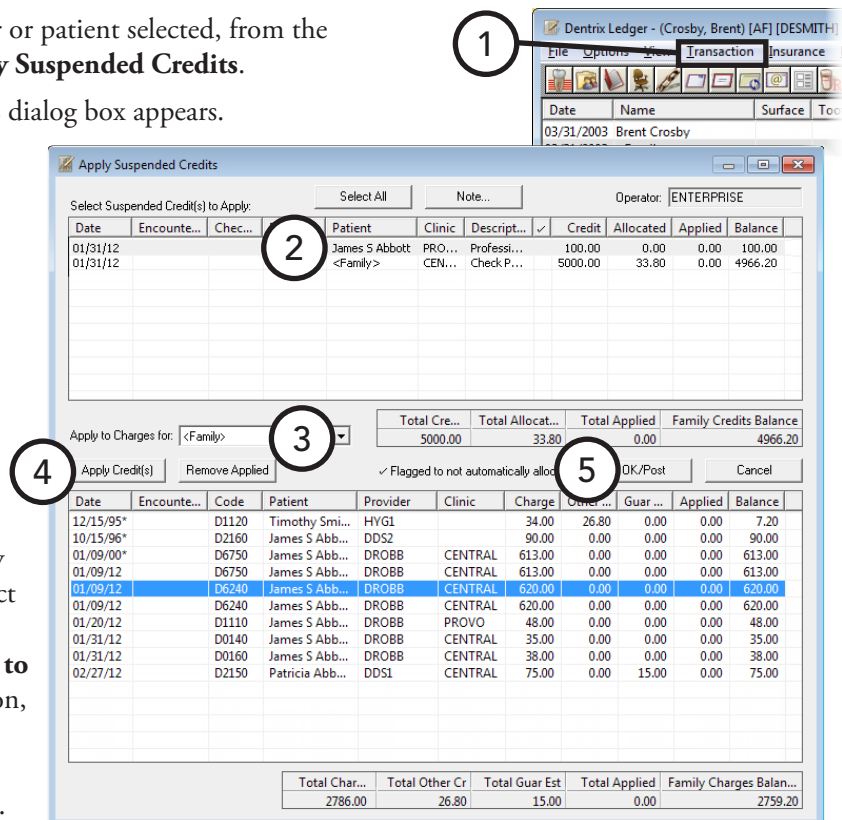 r or patient selected, from the
y Suspended Credits.
dialog box appears.
1
Dentrix Ledger - (Crosby, Brent) [AF] [DESMITH]
File Options View Transaction Insurance
Date Name Surface Too
03/31/2003 Brent Crosby
Apply Suspended Credits
Select Suspended Credit(s) to Apply: Select All Note... Operator: ENTERPRISE
Date Encounte... Chec... Patient Clinic Descript... ✓ Credit Allocated Applied Balance
2
01/31/12 James S Abbott PRO... Professi... 100.00 0.00 0.00 100.00
01/31/12 <Family> CEN... Check P... 5000.00 33.80 0.00 4966.20
Total Cre... Total Allocat... Total Applied Family Credits Balance
5000.00 33.80 0.00 4966.20
Apply to Charges for: <Family> 3
4 Apply Credit(s) Remove Applied ✓ Flagged to not automatically 5 OK/Post Cancel
Date Encounte... Code Patient Provider Clinic Charge Other ... Guar ... Applied Balance
12/15/95* D1120 Timothy Smi... HYG1 34.00 26.80 0.00 0.00 7.20
10/15/96* D2160 James S Abb... DDS2 90.00 0.00 0.00 0.00 90.00
01/09/00* D6750 James S Abb... DROBB CENTRAL 613.00 0.00 0.00 0.00 613.00
01/09/12 D6750 James S Abb... DROBB CENTRAL 613.00 0.00 0.00 0.00 613.00
01/09/12 D6240 James S Abb... DROBB CENTRAL 620.00 0.00 0.00 0.00 620.00
01/09/12 D6240 James S Abb... DROBB CENTRAL 620.00 0.00 0.00 0.00 620.00
01/20/12 D1110 James S Abb... DROBB PROVO 48.00 0.00 0.00 0.00 48.00
01/31/12 D0140 James S Abb... DROBB CENTRAL 35.00 0.00 0.00 0.00 35.00
01/31/12 D0160 James S Abb... DROBB CENTRAL 38.00 0.00 0.00 0.00 38.00
02/27/12 D2150 Patricia Abb... DDS1 CENTRAL 75.00 0.00 15.00 0.00 75.00
Total Char... Total Other Cr Total Guar Est Total Applied Family Charges Balan...
2786.00 26.80 15.00 0.00 2759.20
y
ct
to
on,
.